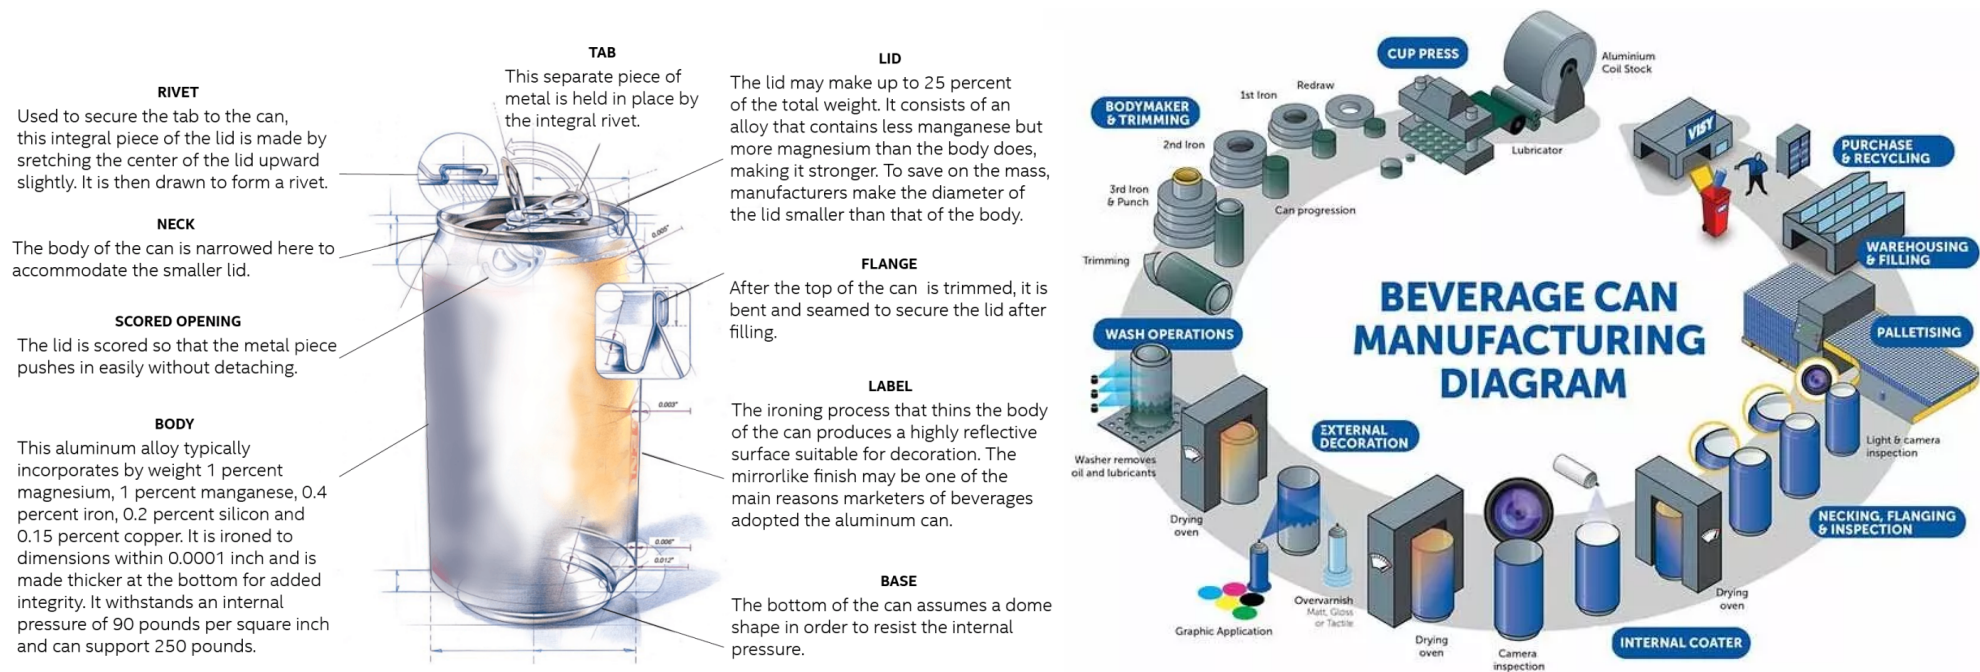 RIVET
Used to secure the tab to the can,
this integral piece of the lid is made by
sretching the center of the lid upward
slightly. It is then drawn to form a rivet.
NECK
The body of the can is narrowed here to
accommodate the smaller lid.
SCORED OPENING
The lid is scored so that the metal piece
pushes in easily without detaching.
BODY
This aluminum alloy typically
incorporates by weight 1 percent
magnesium, 1 percent manganese, 0.4
percent iron, 0.2 percent silicon and
0.15 percent copper. It is ironed to
dimensions within 0.0001 inch and is
made thicker at the bottom for added
integrity. It withstands an internal
pressure of 90 pounds per square inch
and can support 250 pounds.
TAB
This separate piece of
metal is held in place by
the integral rivet.
0.005"
0.003"
0.006"
0.012"
LID
The lid may make up to 25 percent
of the total weight. It consists of an
alloy that contains less manganese but
more magnesium than the body does,
making it stronger. To save on the mass,
manufacturers make the diameter of
the lid smaller than that of the body.
FLANGE
After the top of the can is trimmed, it is
bent and seamed to secure the lid after
filling.
LABEL
The ironing process that thins the body
of the can produces a highly reflective
surface suitable for decoration. The
mirrorlike finish may be one of the
main reasons marketers of beverages
adopted the aluminum can.
BASE
The bottom of the can assumes a dome
shape in order to resist the internal
pressure.
BEVERAGE CAN
MANUFACTURING
DIAGRAM
Aluminium
Coil Stock
Lubricator
CUP PRESS
Redraw
1st Iron
2nd Iron
3rd Iron
& Punch
Can progression
BODYMAKER
& TRIMMING
Trimming
WASH OPERATIONS
Washer removes
oil and lubricants
Drying
oven
EXTERNAL
DECORATION
Graphic Application
Overvarnish
Matt, Gloss
or Tactile
Drying
oven
Camera
inspection
INTERNAL COATER
Drying
oven
NECKING, FLANGING
& INSPECTION
Light & camera
inspection
PALLETISING
WAREHOUSING
& FILLING
PURCHASE
& RECYCLING
VISY